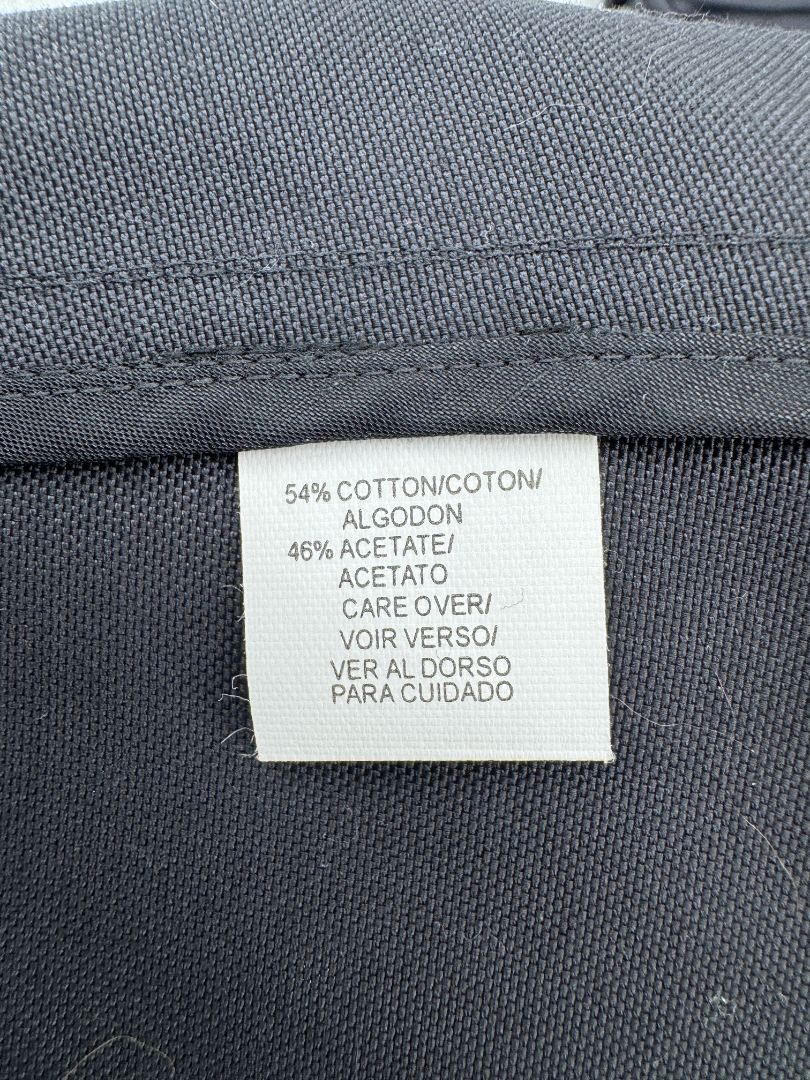 54% COTTON/COTON/
ALGODON
46% ACETATE/
ACETATO
CARE OVER/
VOIR VERSO/
VER AL DORSO
PARA CUIDADO